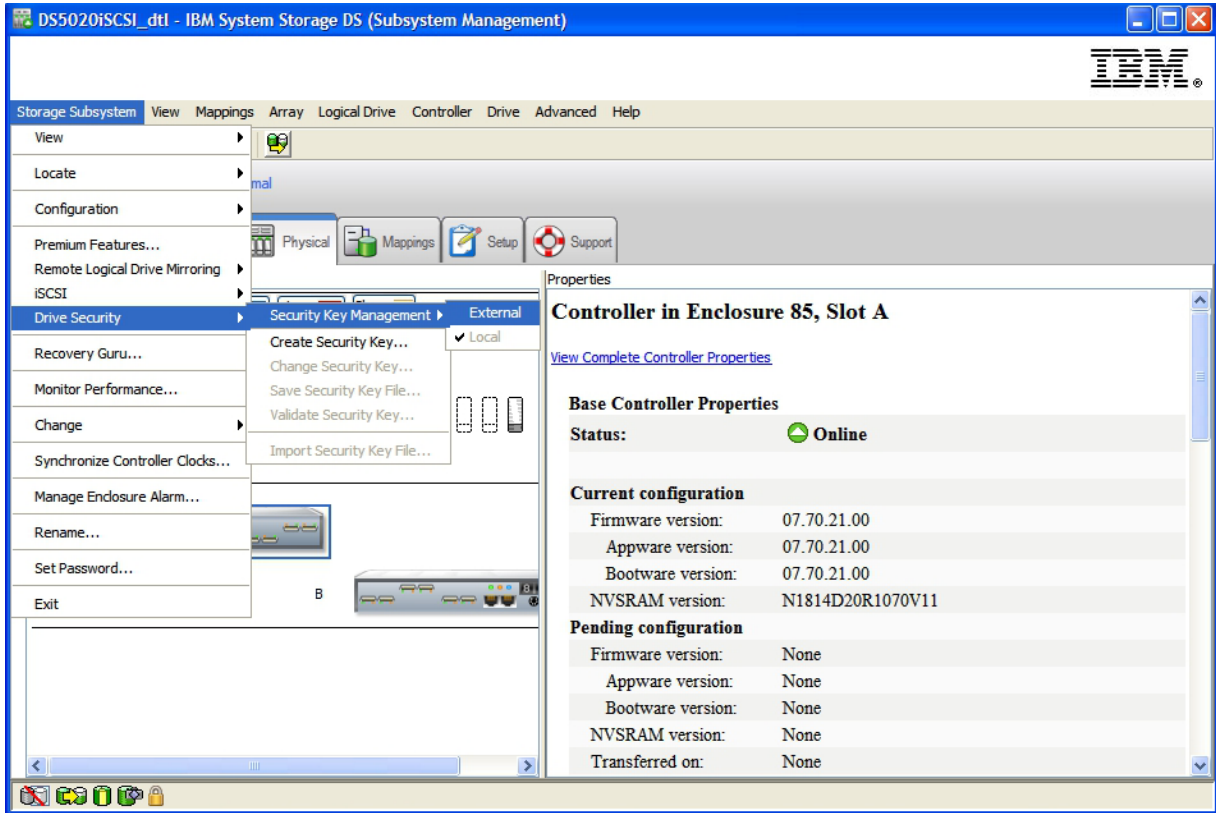 DS5020iSCSI_dtl - IBM System Storage DS (Subsystem Management)
IBM®
Storage Subsystem View Mappings Array Logical Drive Controller Drive Advanced Help
View
Locate
mal
Configuration
Premium Features...
Physical Mappings Setup Support
Remote Logical Drive Mirroring
iSCSI
Drive Security
Recovery Guru...
Monitor Performance...
Change
Synchronize Controller Clocks...
Manage Enclosure Alarm...
Rename...
Set Password...
Exit
Security Key Management
Create Security Key...
Change Security Key...
Save Security Key File...
Validate Security Key...
Import Security Key File...
External
Local
B
Properties
Controller in Enclosure 85, Slot A
View Complete Controller Properties
Base Controller Properties
Status: Online
Current configuration
Firmware version: 07.70.21.00
Appware version: 07.70.21.00
Bootware version: 07.70.21.00
NVSRAM version: N1814D20R1070V11
Pending configuration
Firmware version: None
Appware version: None
Bootware version: None
NVSRAM version: None
Transferred on: None